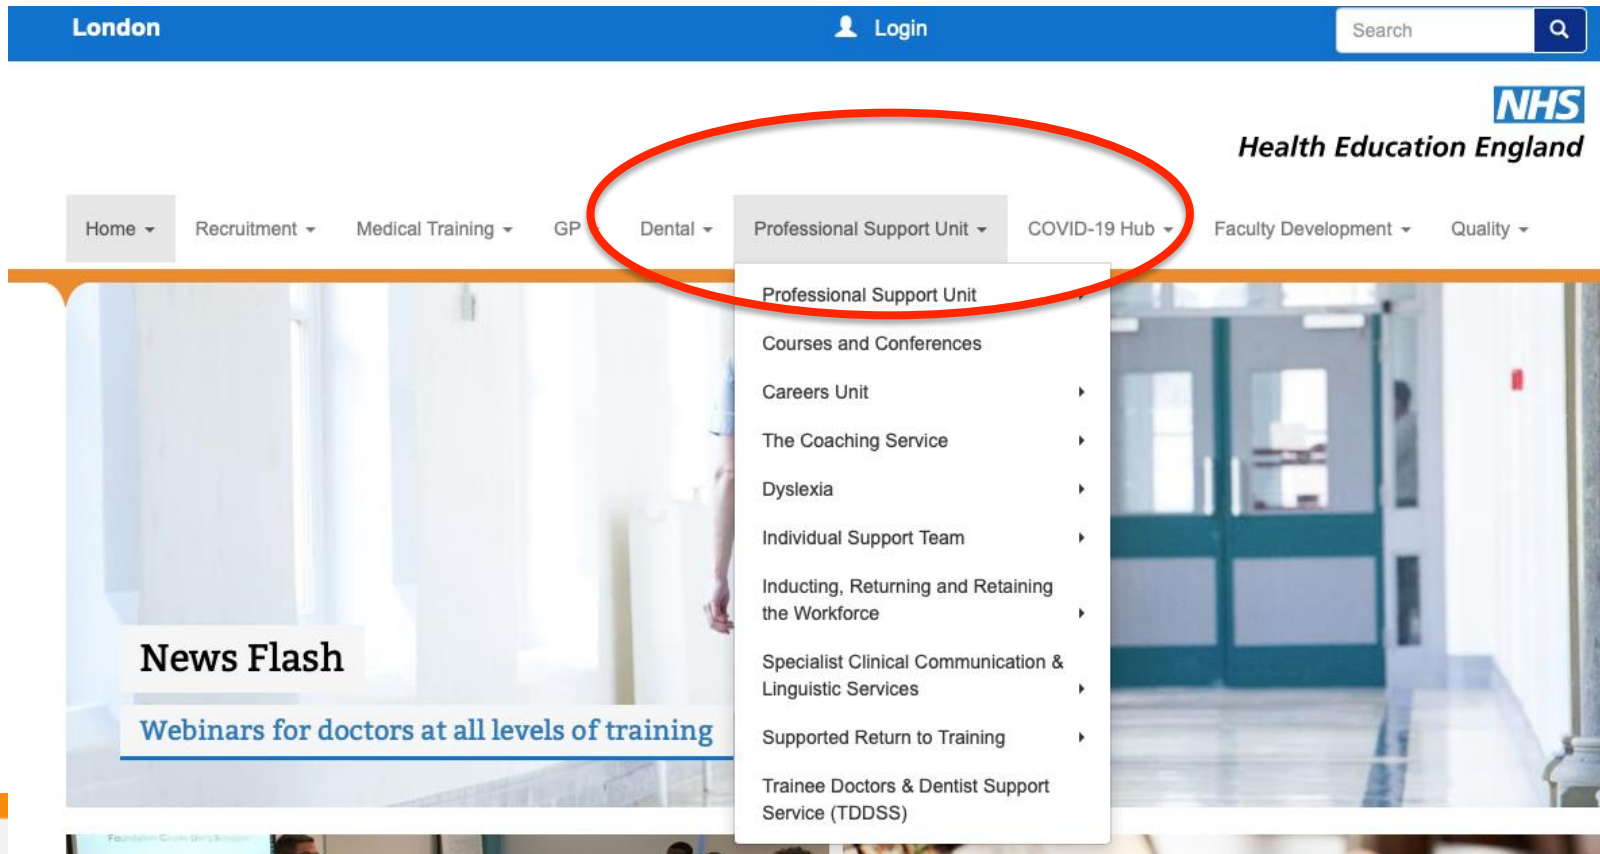 London
Login
Search
NHS
Health Education England
Home
Recruitment
Medical Training
GP
Dental
Professional Support Unit
COVID-19 Hub
Faculty Development
Quality
Professional Support Unit
Courses and Conferences
Careers Unit
The Coaching Service
Dyslexia
Individual Support Team
Inducting, Returning and Retaining
the Workforce
Specialist Clinical Communication &
Linguistic Services
Supported Return to Training
Trainee Doctors & Dentist Support
Service (TDDSS)
News Flash
Webinars for doctors at all levels of training